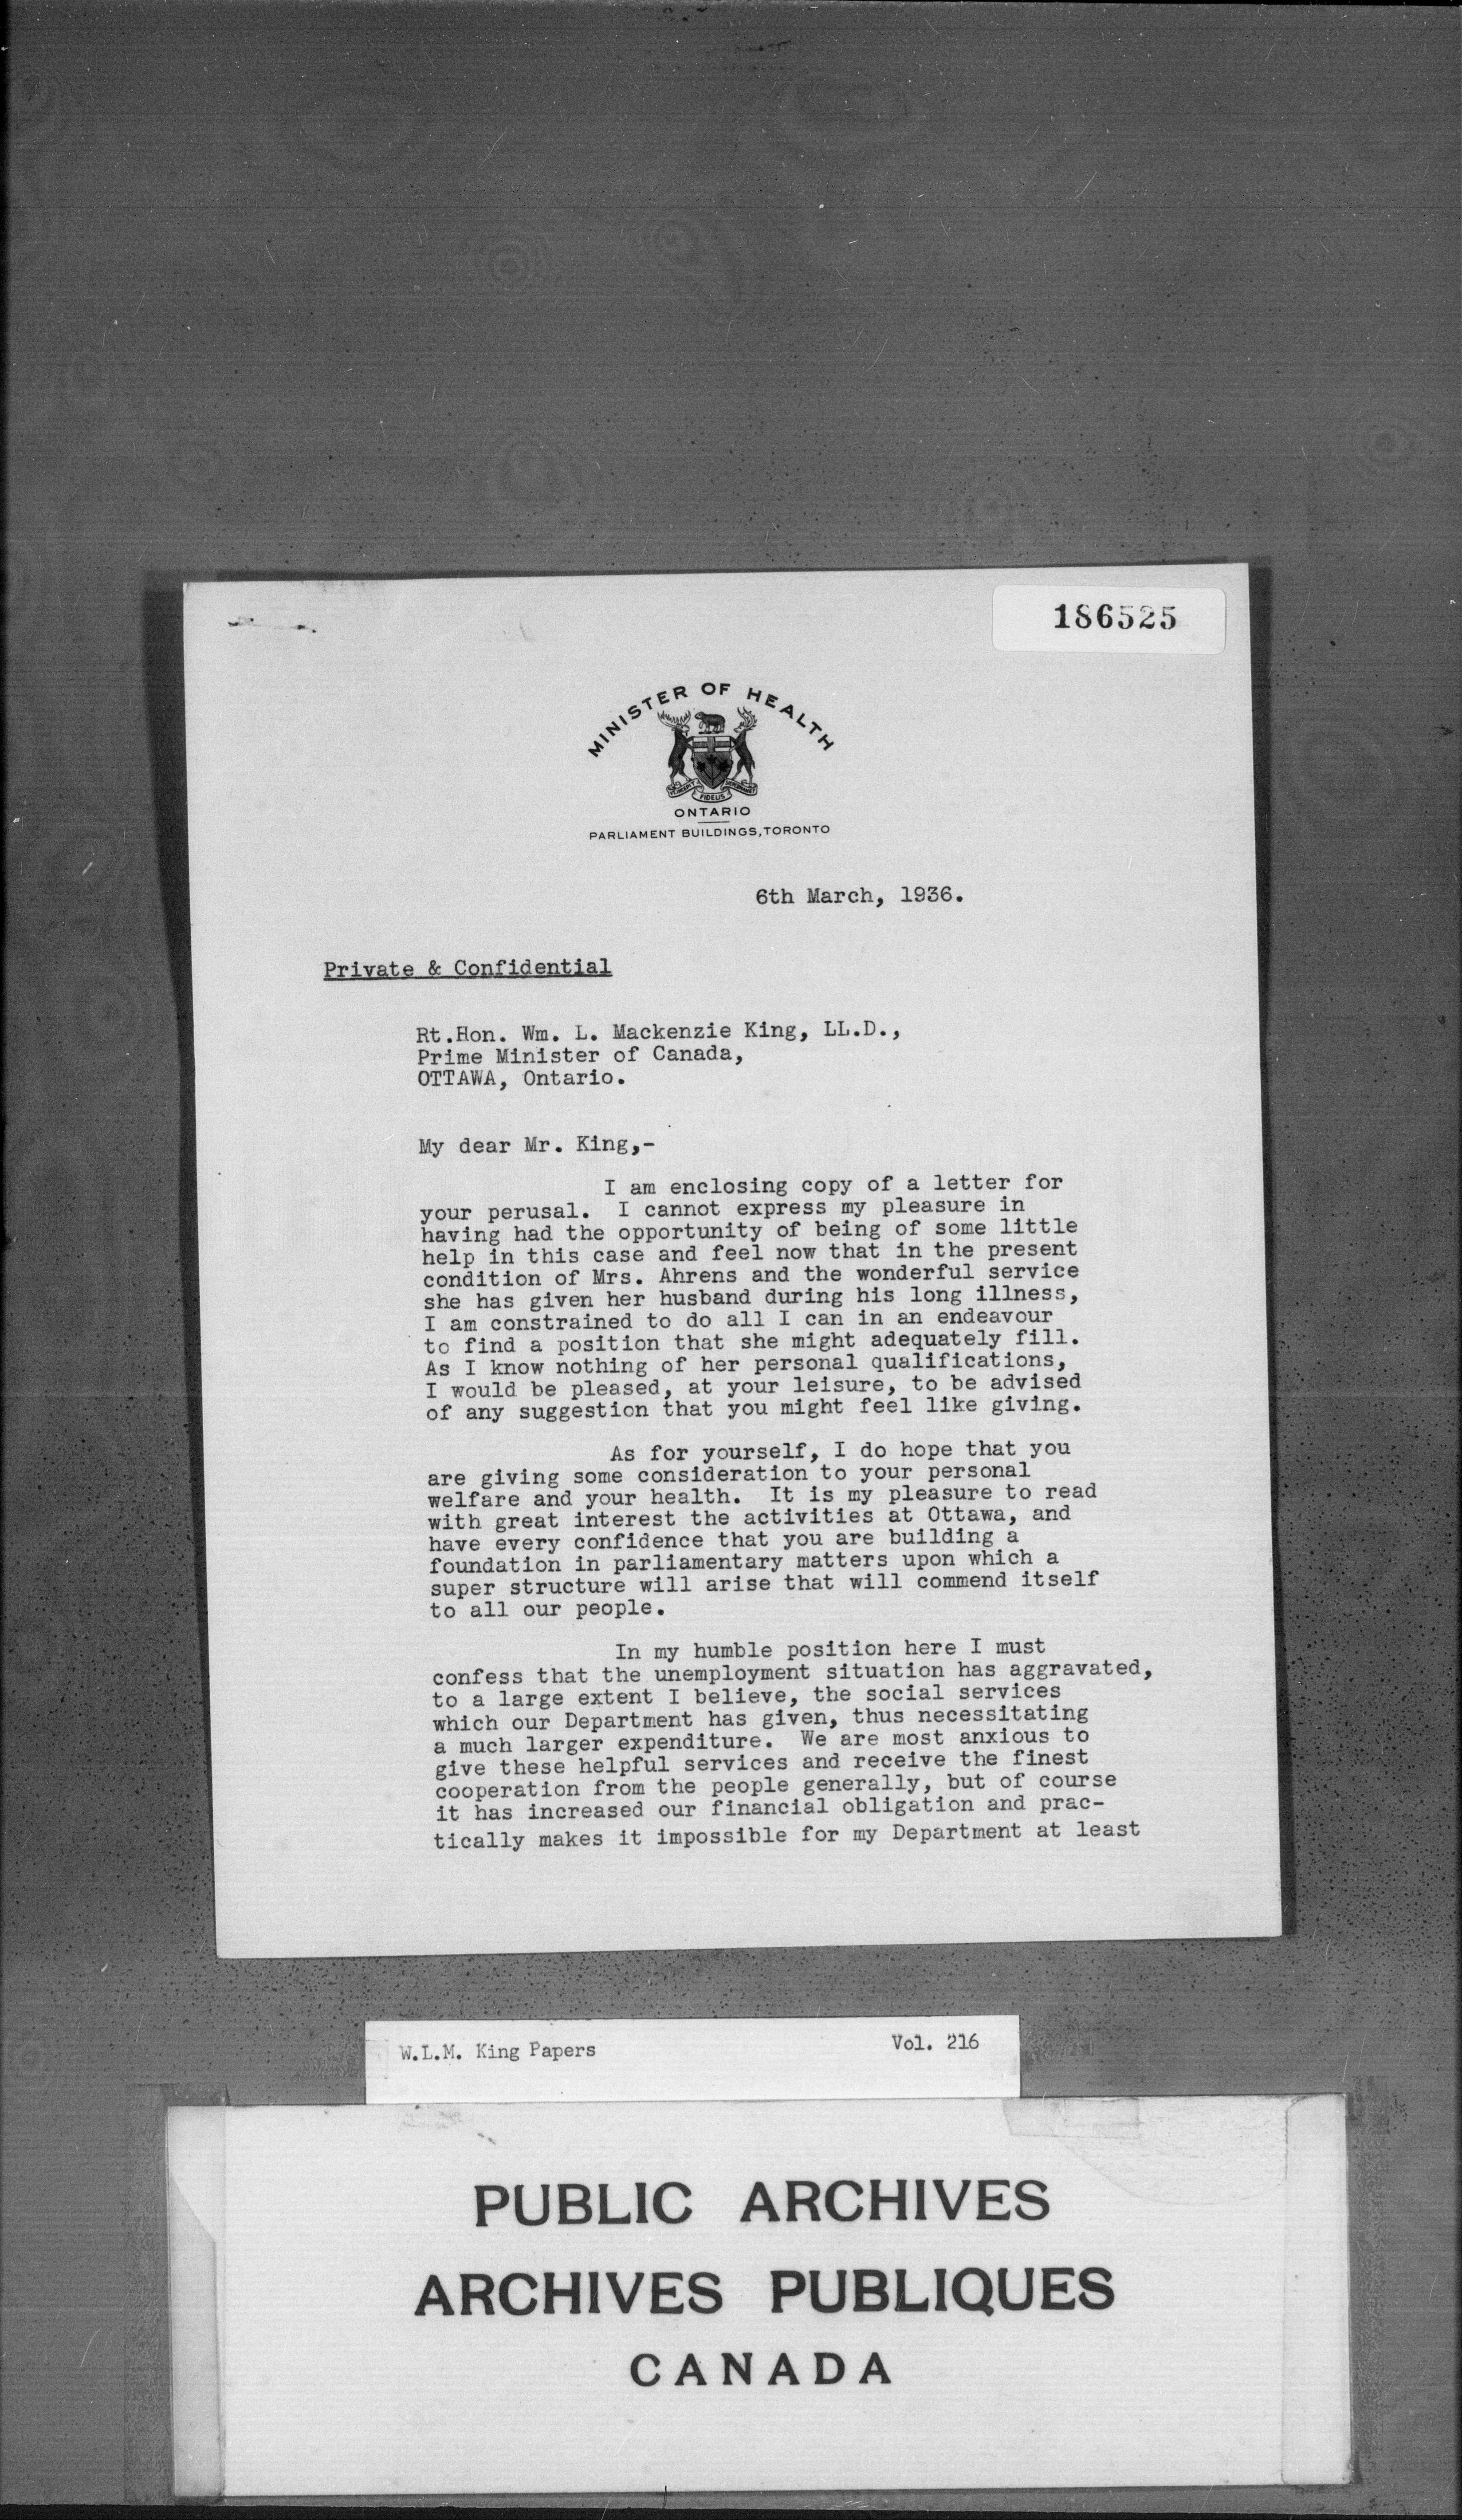 186525
MINISTER OF HEALTH
FIDELIS
ONTARIO
PARLIAMENT BUILDINGS, TORONTO
6th March, 1936.
Private & Confidential
Rt.Hon. Wm. L. Mackenzie King, LL.D.,
Prime Minister of Canada,
OTTAWA, Ontario.
My dear Mr. King,-
I am enclosing copy of a letter for
your perusal. I cannot express my pleasure in
having had the opportunity of being of some little
help in this case and feel now that in the present
condition of Mrs. Ahrens and the wonderful service
she has given her husband during his long illness,
I am constrained to do all I can in an endeavour
to find a position that she might adequately fill.
As I know nothing of her personal qualifications,
I would be pleased, at your leisure, to be advised
of any suggestion that you might feel like giving.
As for yourself, I do hope that you
are giving some consideration to your personal
welfare and your health. It is my pleasure to read
with great interest the activities at Ottawa, and
have every confidence that you are building a
foundation in parliamentary matters upon which a
super structure will arise that will commend itself
to all our people.
In my humble position here I must
confess that the unemployment situation has aggravated,
to a large extent I believe, the social services
which our Department has given, thus necessitating
a much larger expenditure. We are most anxious to
give these helpful services and receive the finest
cooperation from the people generally, but of course
it has increased our financial obligation and prac-
tically makes it impossible for my Department at least
W.L.M. King Papers Vol. 216
PUBLIC ARCHIVES
ARCHIVES PUBLIQUES
CANADA